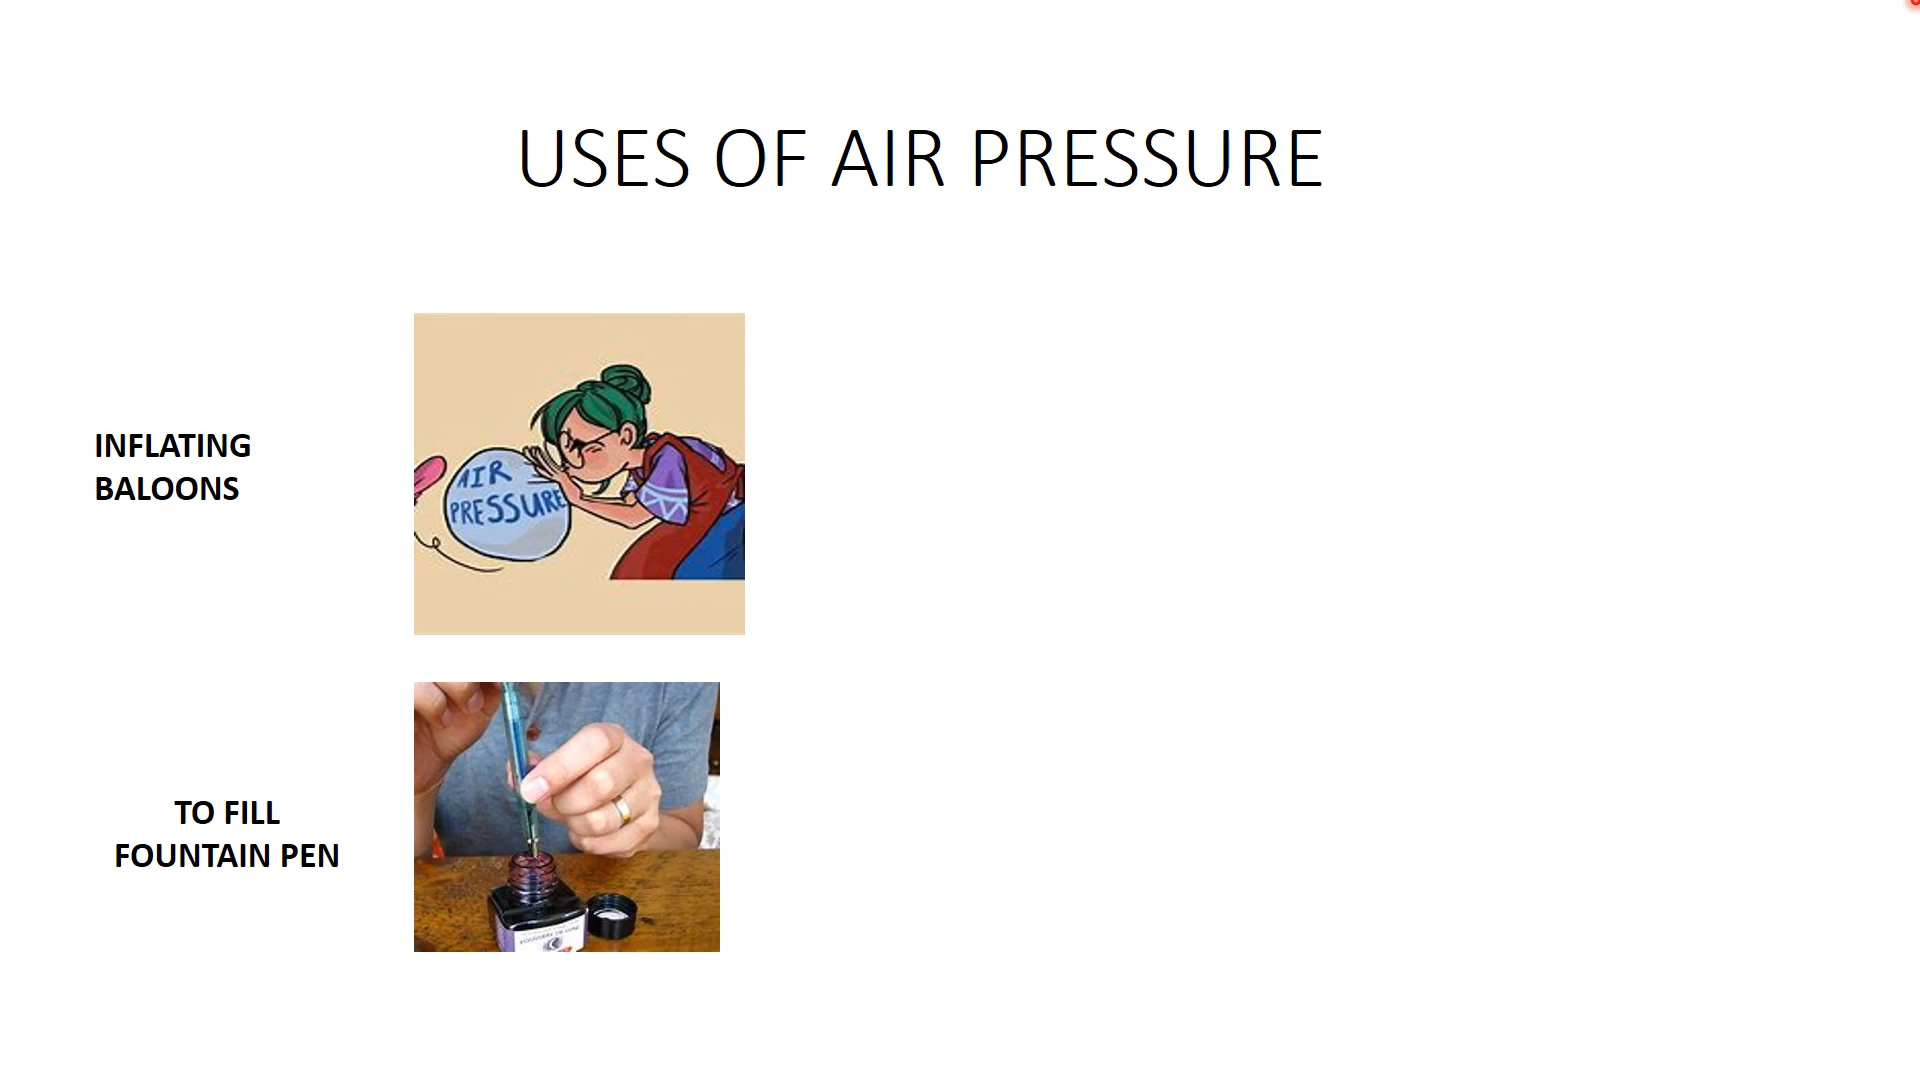 USES OF AIR PRESSURE
INFLATING
BALOONS
AIR
PRESSURE
TO FILL
FOUNTAIN PEN